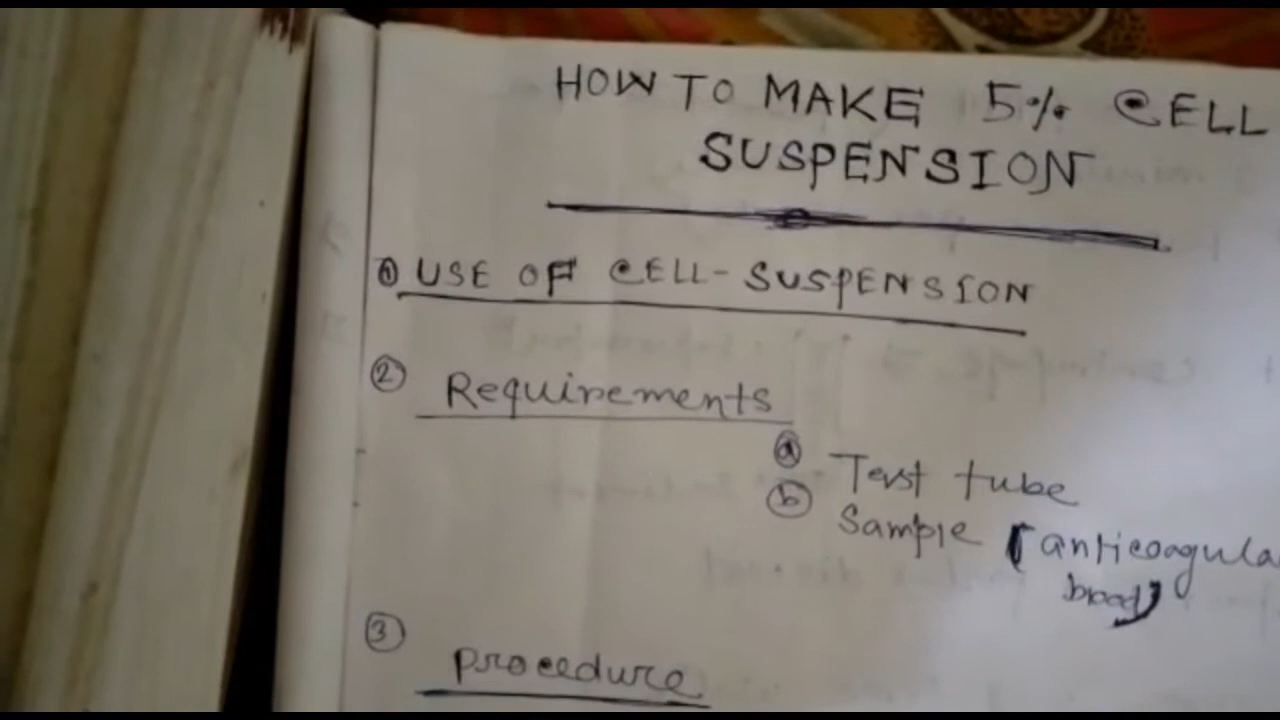 HOW TO MAKE 5% CELL
SUSPENSION
① USE OF CELL-SUSPENSION
② Requirements
ⓐ Test tube
ⓑ Sample (anticoagula
blood)
③ procedure